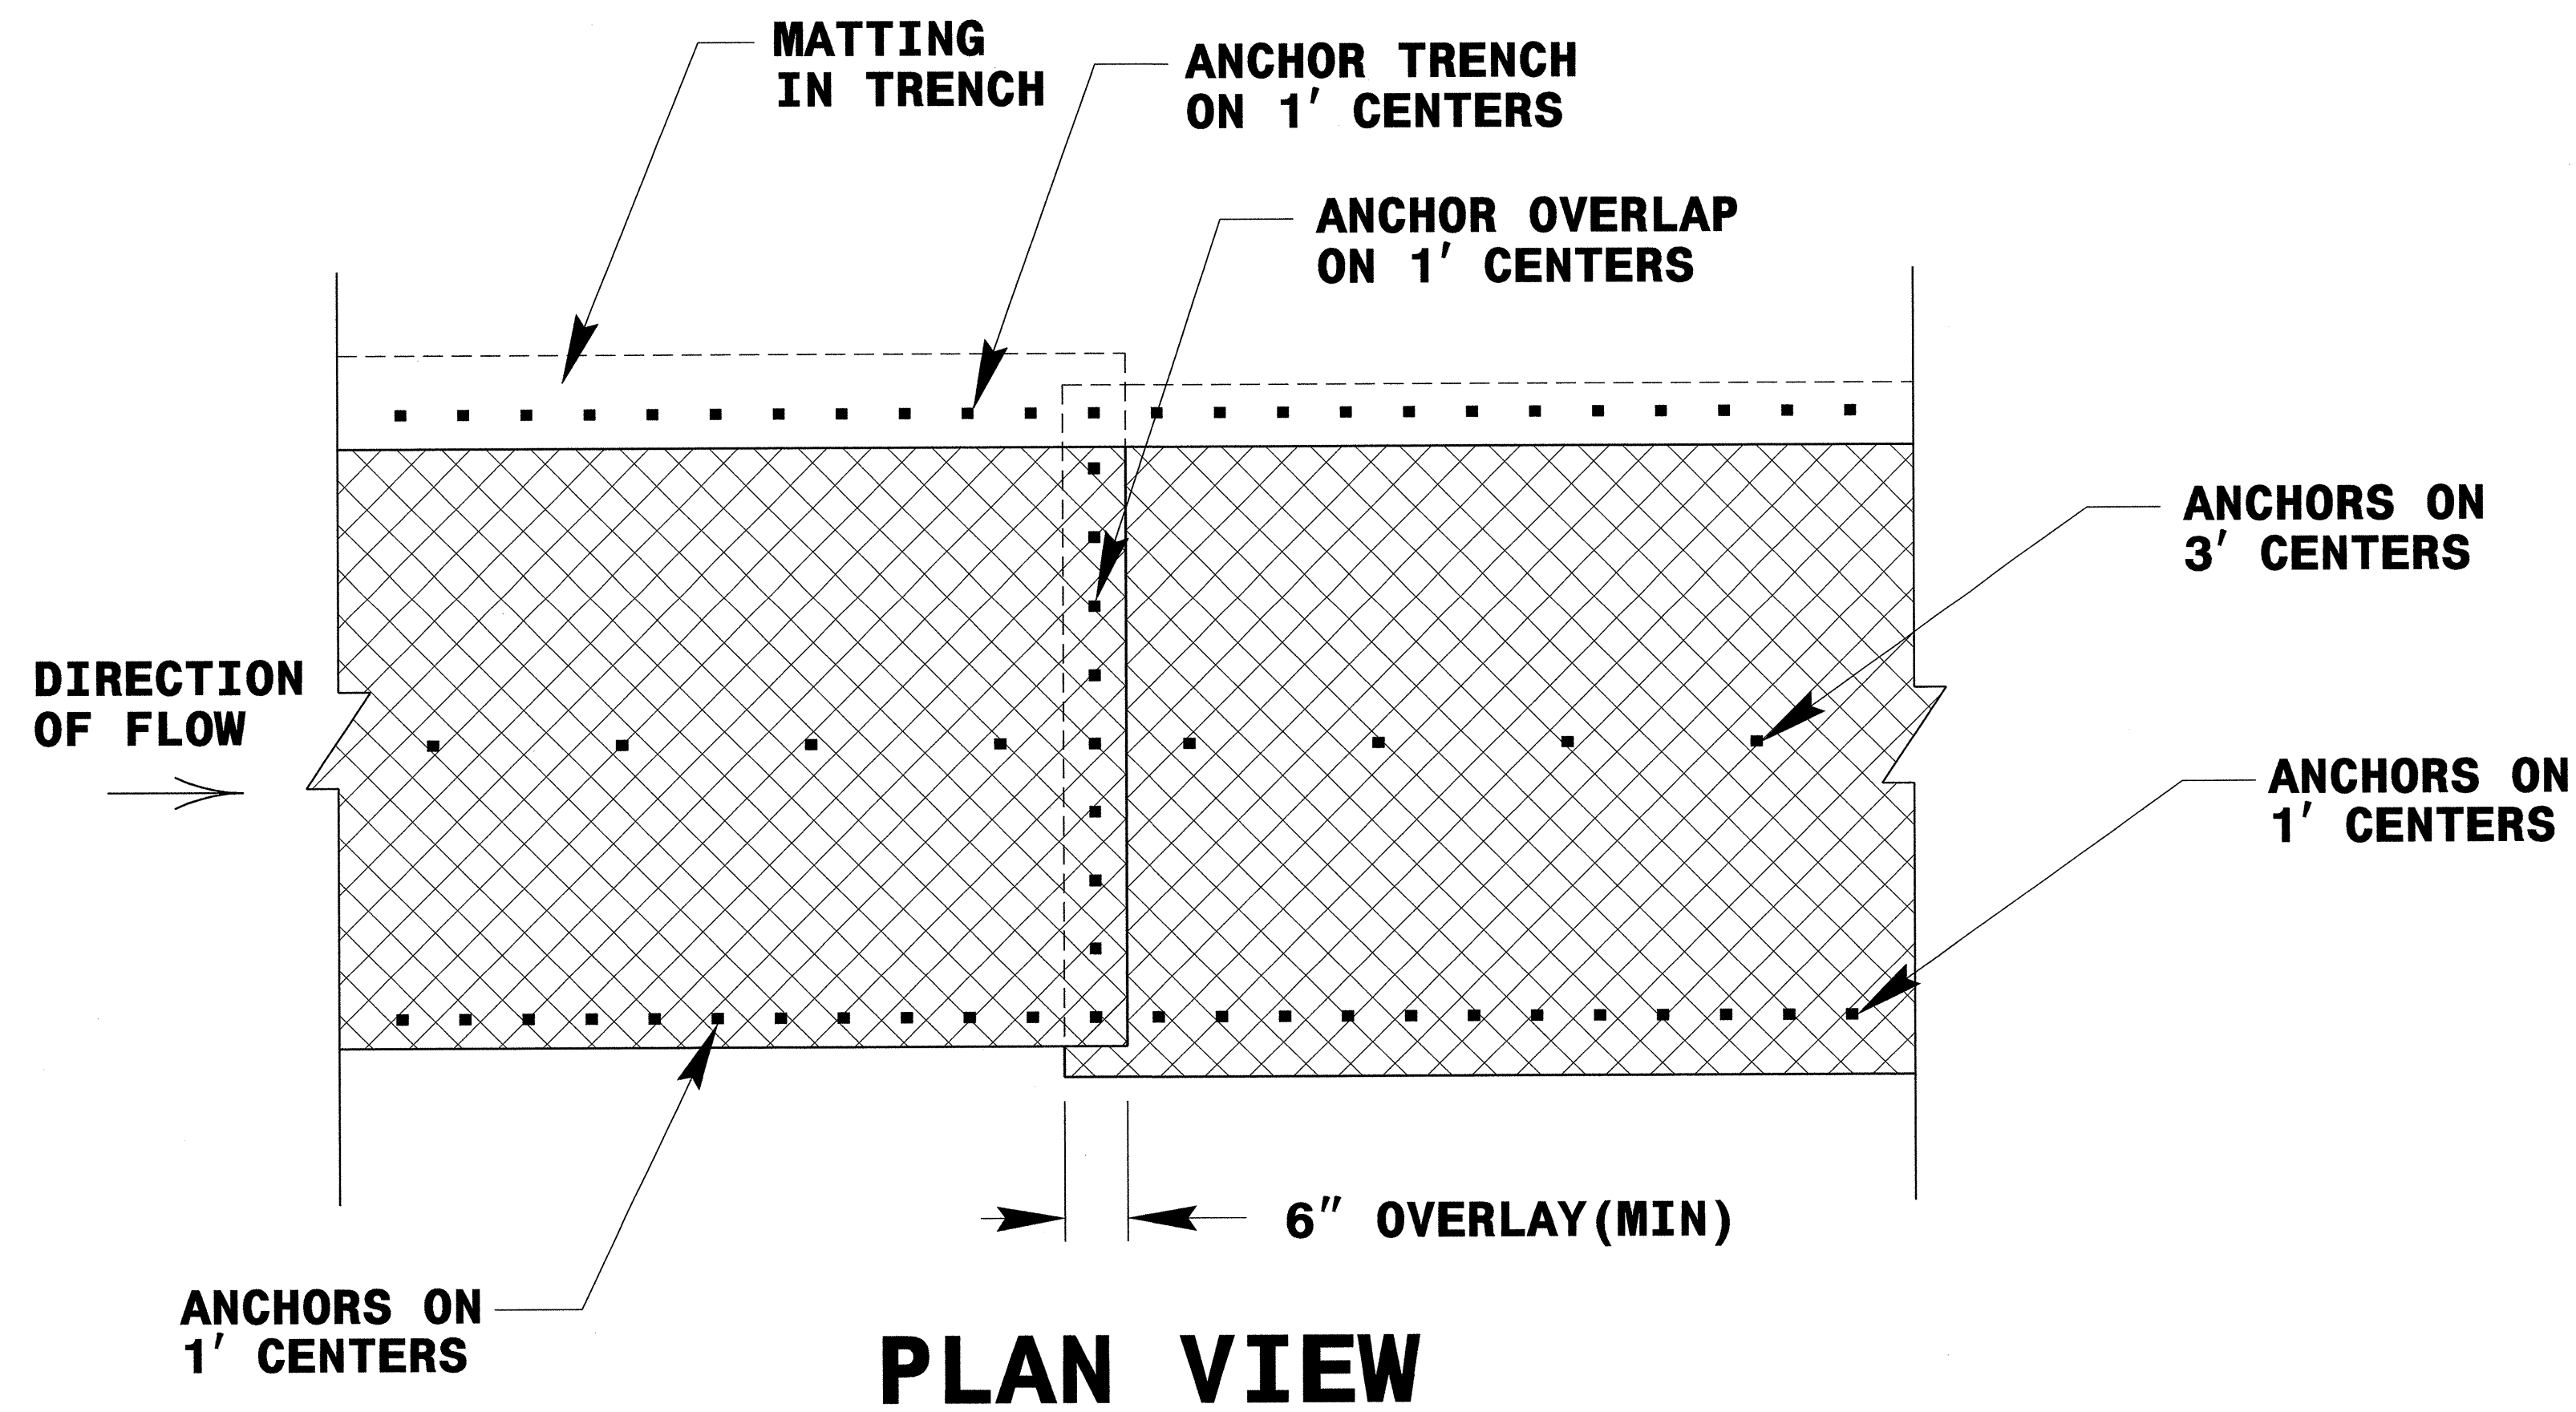 MATTING
IN TRENCH
ANCHOR TRENCH
ON 1' CENTERS
ANCHOR OVERLAP
ON 1' CENTERS
ANCHORS ON
3' CENTERS
DIRECTION
OF FLOW
ANCHORS ON
1' CENTERS
6" OVERLAY(MIN)
ANCHORS ON
1' CENTERS
PLAN VIEW